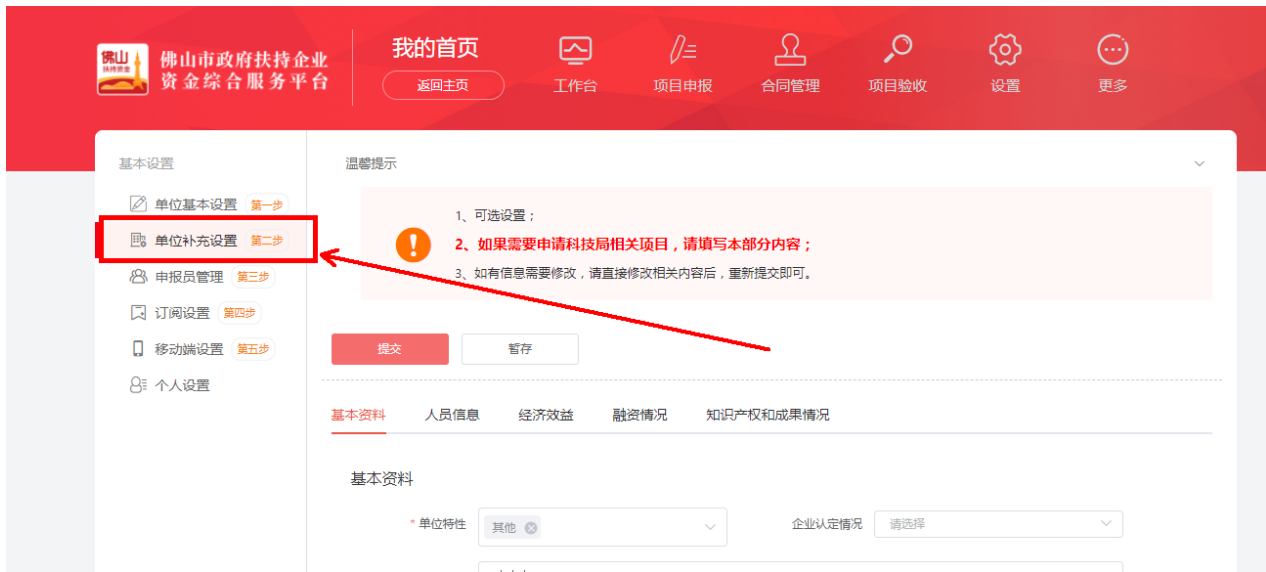 佛山
扶持资金
佛山市政府扶持企业
资金综合服务平台
我的首页
返回主页
工作台
项目申报
合同管理
项目验收
设置
更多
基本设置
单位基本设置 第一步
单位补充设置 第二步
申报员管理 第三步
订阅设置 第四步
移动端设置 第五步
个人设置
温馨提示
1、可选设置；
2、如果需要申请科技局相关项目，请填写本部分内容；
3、如有信息需要修改，请直接修改相关内容后，重新提交即可。
提交 暂存
基本资料 人员信息 经济效益 融资情况 知识产权和成果情况
基本资料
* 单位特性 其他 企业认定情况 请选择